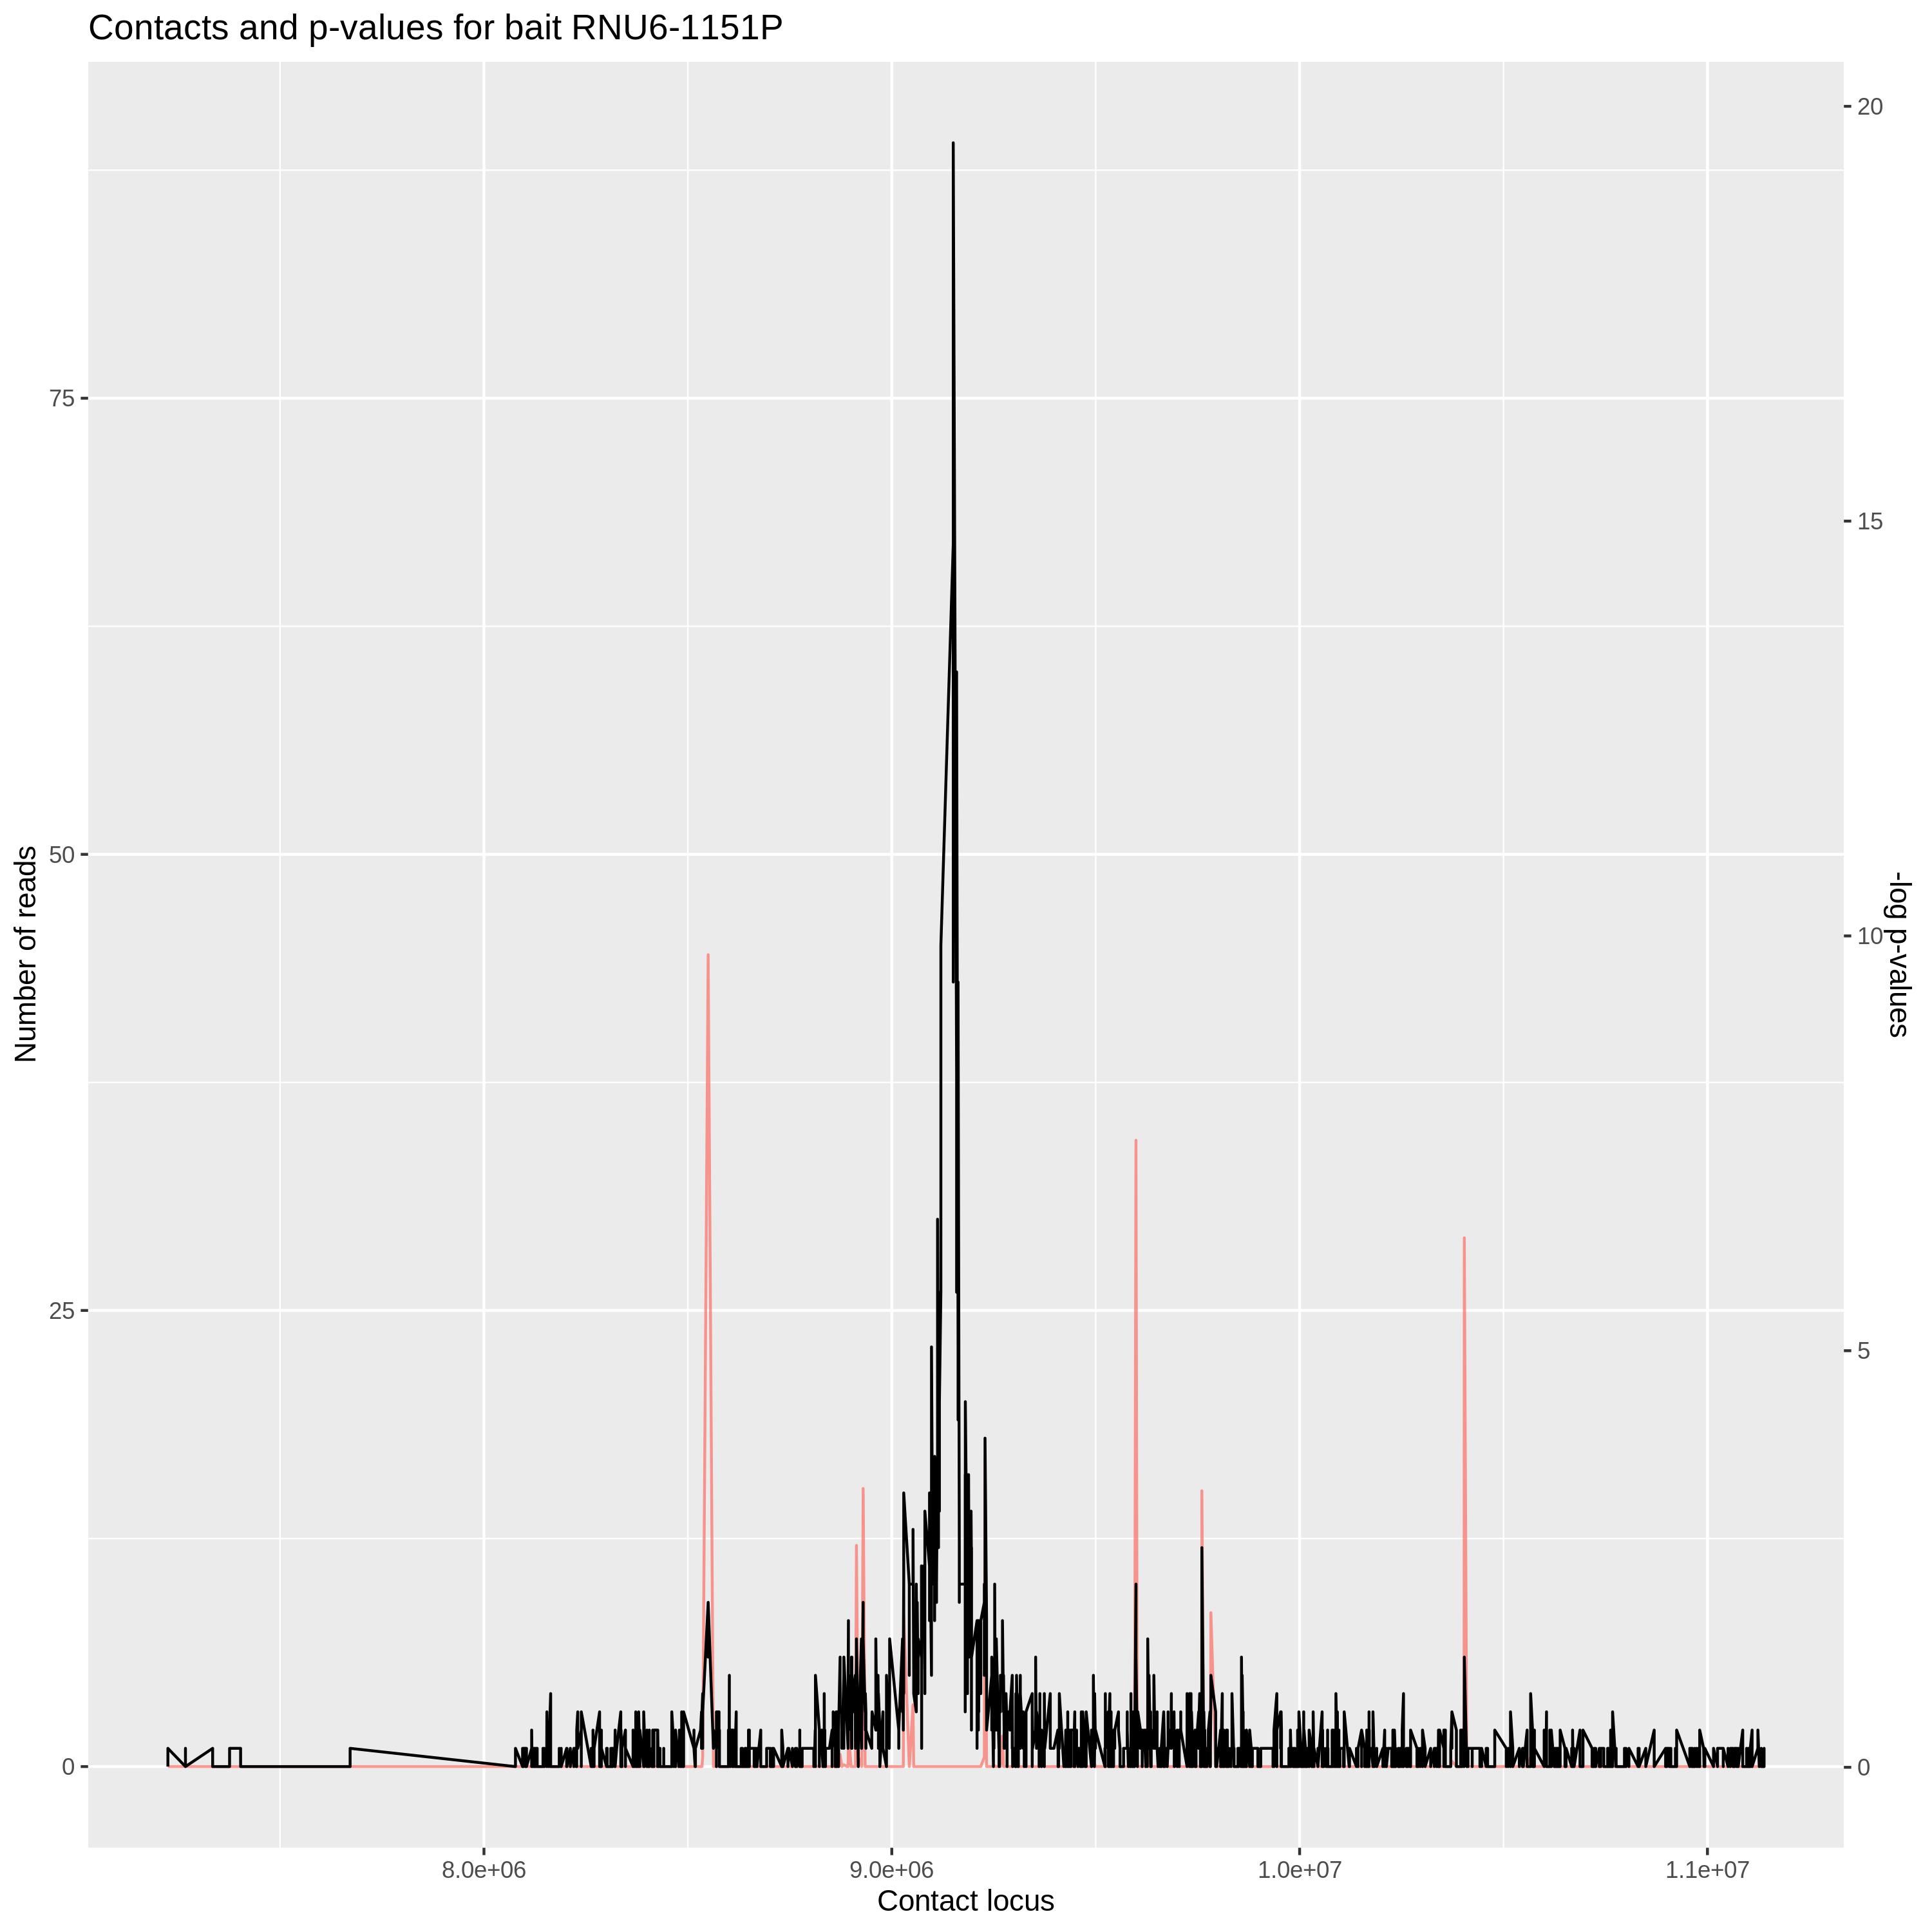 Contacts and p-values for bait RNU6-1151P
Number of reads
75
50
25
0
20
15
10
5
0
-log p-values
8.0e+06
9.0e+06
1.0e+07
1.1e+07
Contact locus